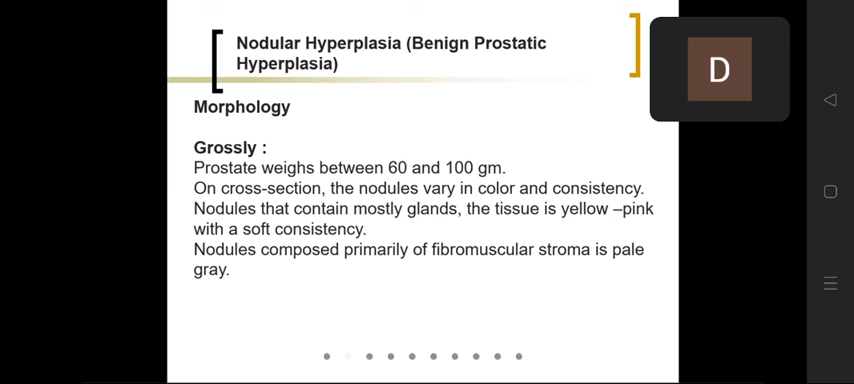 Nodular Hyperplasia (Benign Prostatic
Hyperplasia)
D
Morphology
Grossly :
Prostate weighs between 60 and 100 gm.
On cross-section, the nodules vary in color and consistency.
Nodules that contain mostly glands, the tissue is yellow –pink
with a soft consistency.
Nodules composed primarily of fibromuscular stroma is pale
gray.